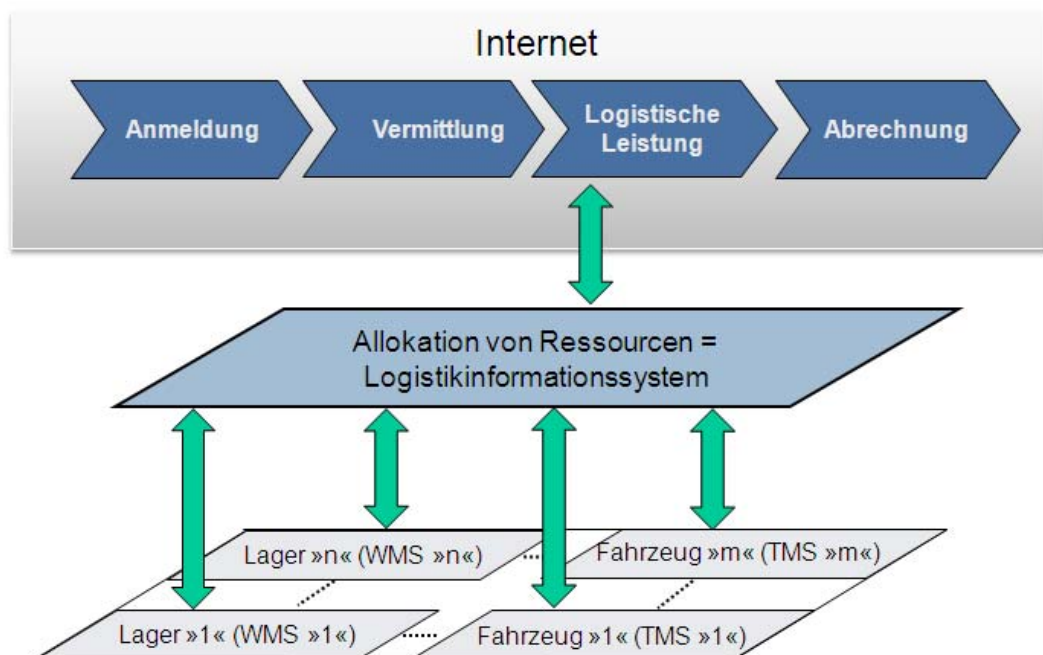 Internet
Anmeldung
Vermittlung
Logistische
Leistung
Abrechnung
Allokation von Ressourcen =
Logistikinformationssystem
Lager »n« (WMS »n«)
Fahrzeug »m« (TMS »m«)
Lager »1« (WMS »1«)
Fahrzeug »1« (TMS »1«)